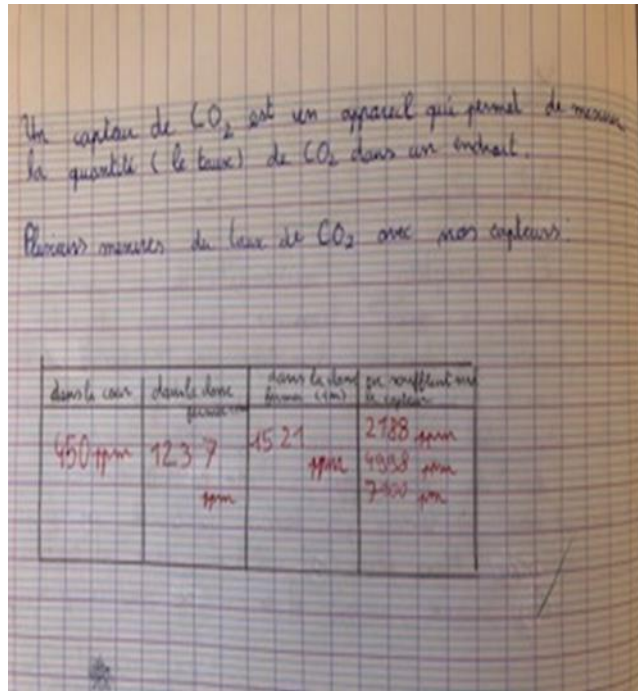 Un capteur de CO2 est un appareil qui permet de mesurer
la quantité (le taux) de CO2 dans un endroit.
Plusieurs mesures du taux de CO2 avec nos capteurs:
dans la cour
dans la classe
fermée
dans la classe
fermée (1m)
en soufflant sur
le capteur
450 ppm
1237
ppm
1521
ppm
2188 ppm
4998 ppm
ppm